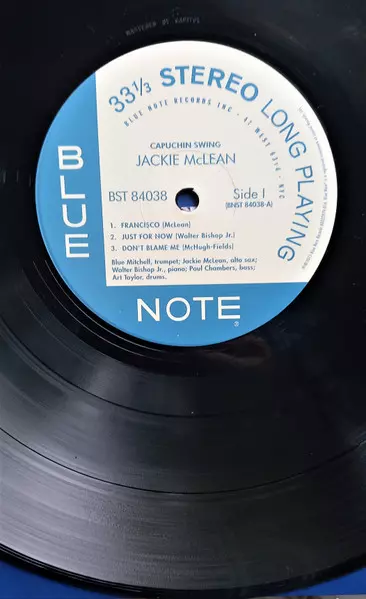 MASTERED BY KAPITVS
33⅓ STEREO LONG PLAYING
BLUE NOTE RECORDS INC · 47 WEST 63rd · NYC
CAPUCHIN SWING
JACKIE McLEAN
BST 84038
Side I
(BNST 84038-A)
1. FRANCISCO (McLean)
2. JUST FOR NOW (Walter Bishop Jr.)
3. DON'T BLAME ME (McHugh-Fields)
Blue Mitchell, trumpet; Jackie McLean, alto sax;
Walter Bishop Jr., piano; Paul Chambers, bass;
Art Taylor, drums.
BLUE
NOTE